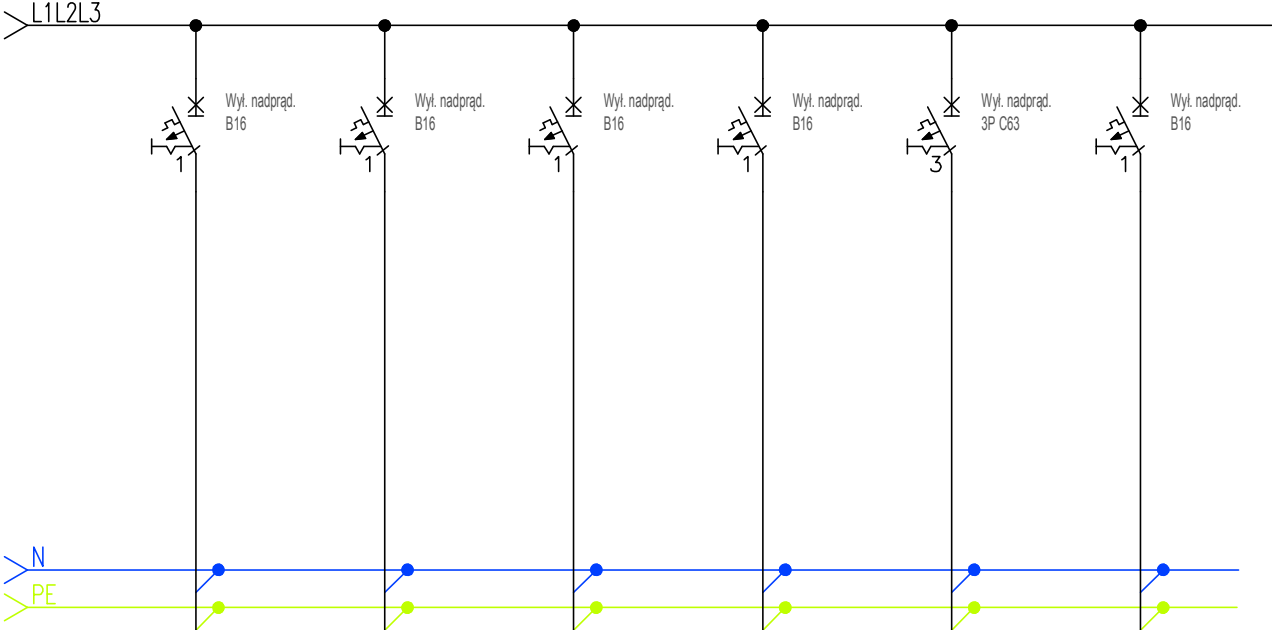 L1L2L3
Wył. nadprąd.
B16
1
Wył. nadprąd.
B16
1
Wył. nadprąd.
B16
1
Wył. nadprąd.
B16
1
Wył. nadprąd.
3P C63
3
Wył. nadprąd.
B16
1
N
PE